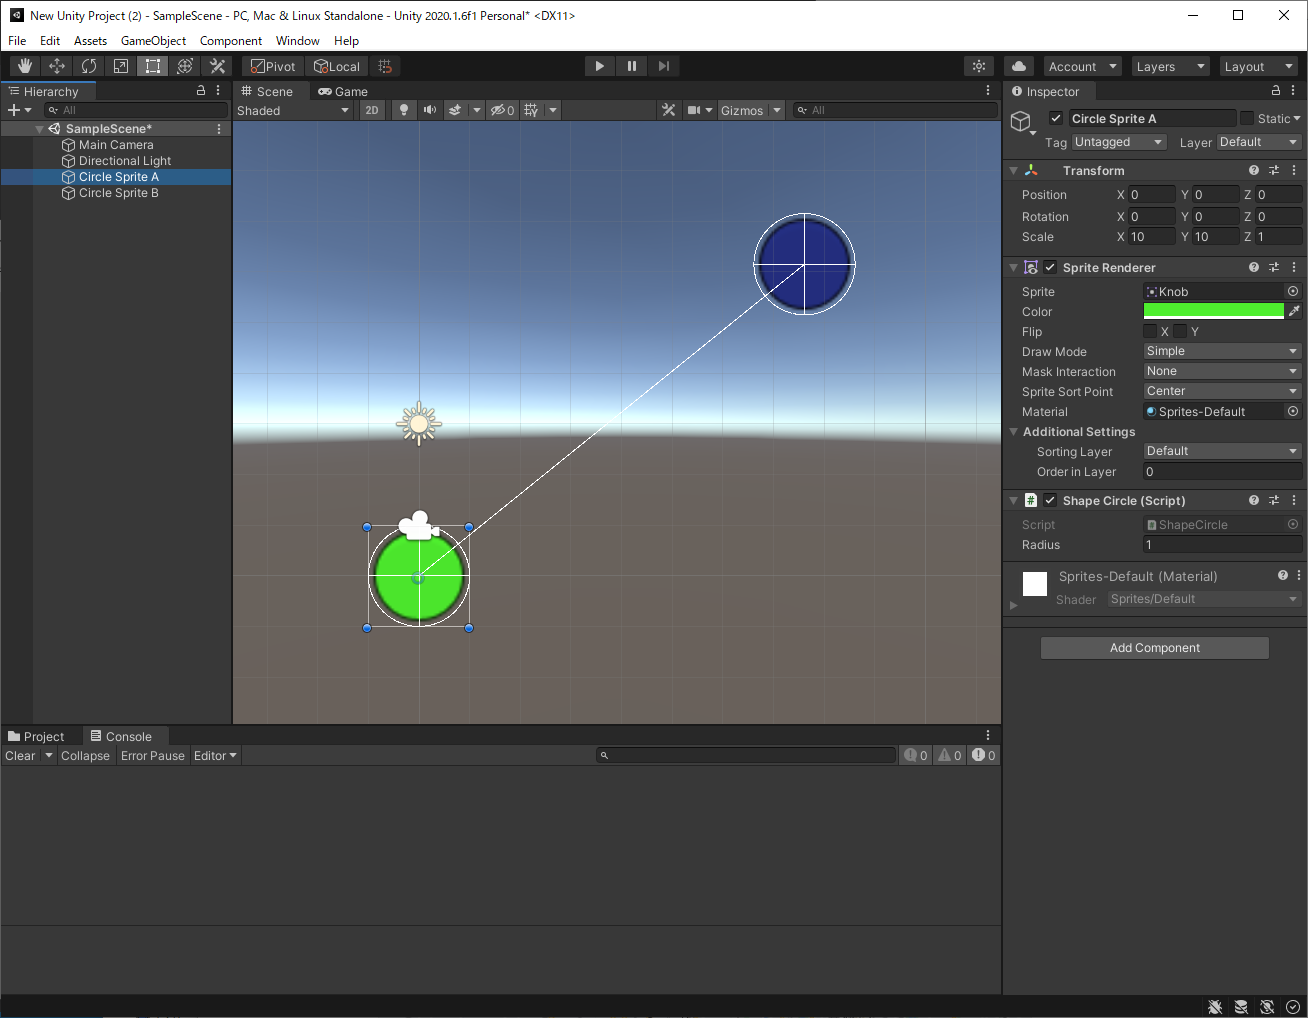 New Unity Project (2) - SampleScene - PC, Mac & Linux Standalone - Unity 2020.1.6f1 Personal* <DX11>
File Edit Assets GameObject Component Window Help
Pivot Local Account Layers Layout
Hierarchy
All
SampleScene*
Main Camera
Directional Light
Circle Sprite A
Circle Sprite B
Scene Game
Shaded 2D 0 Gizmos All
Inspector
Circle Sprite A Static
Tag Untagged Layer Default
Transform
Position X 0 Y 0 Z 0
Rotation X 0 Y 0 Z 0
Scale X 10 Y 10 Z 1
Sprite Renderer
Sprite Knob
Color
Flip X Y
Draw Mode Simple
Mask Interaction None
Sprite Sort Point Center
Material Sprites-Default
Additional Settings
Sorting Layer Default
Order in Layer 0
# Shape Circle (Script)
Script ShapeCircle
Radius 1
Sprites-Default (Material)
Shader Sprites/Default
Add Component
Project Console
Clear Collapse Error Pause Editor 0 0 0